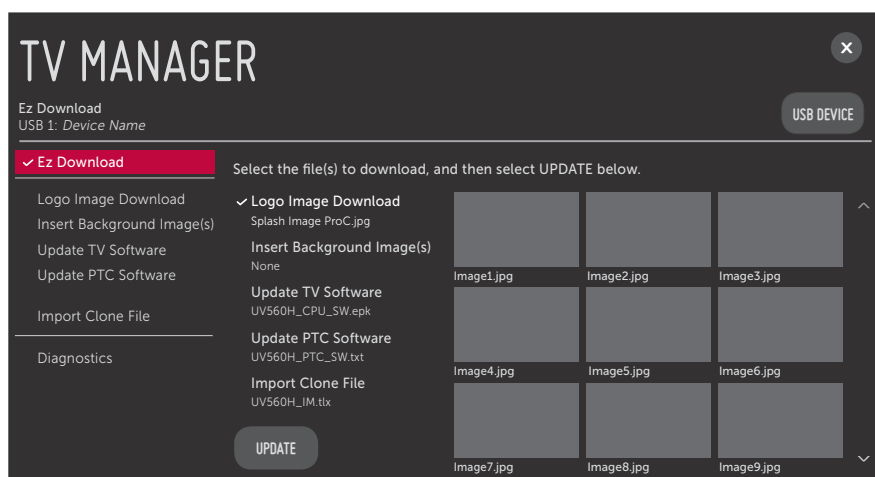 TV MANAGER
X
Ez Download
USB 1: Device Name
USB DEVICE
Ez Download
Logo Image Download
Insert Background Image(s)
Update TV Software
Update PTC Software
Import Clone File
Diagnostics
Select the file(s) to download, and then select UPDATE below.
Logo Image Download
Splash Image ProC.jpg
Insert Background Image(s)
None
Update TV Software
UV560H_CPU_SW.epk
Update PTC Software
UV560H_PTC_SW.txt
Import Clone File
UV560H_IM.tlx
UPDATE
Image1.jpg
Image2.jpg
Image3.jpg
Image4.jpg
Image5.jpg
Image6.jpg
Image7.jpg
Image8.jpg
Image9.jpg